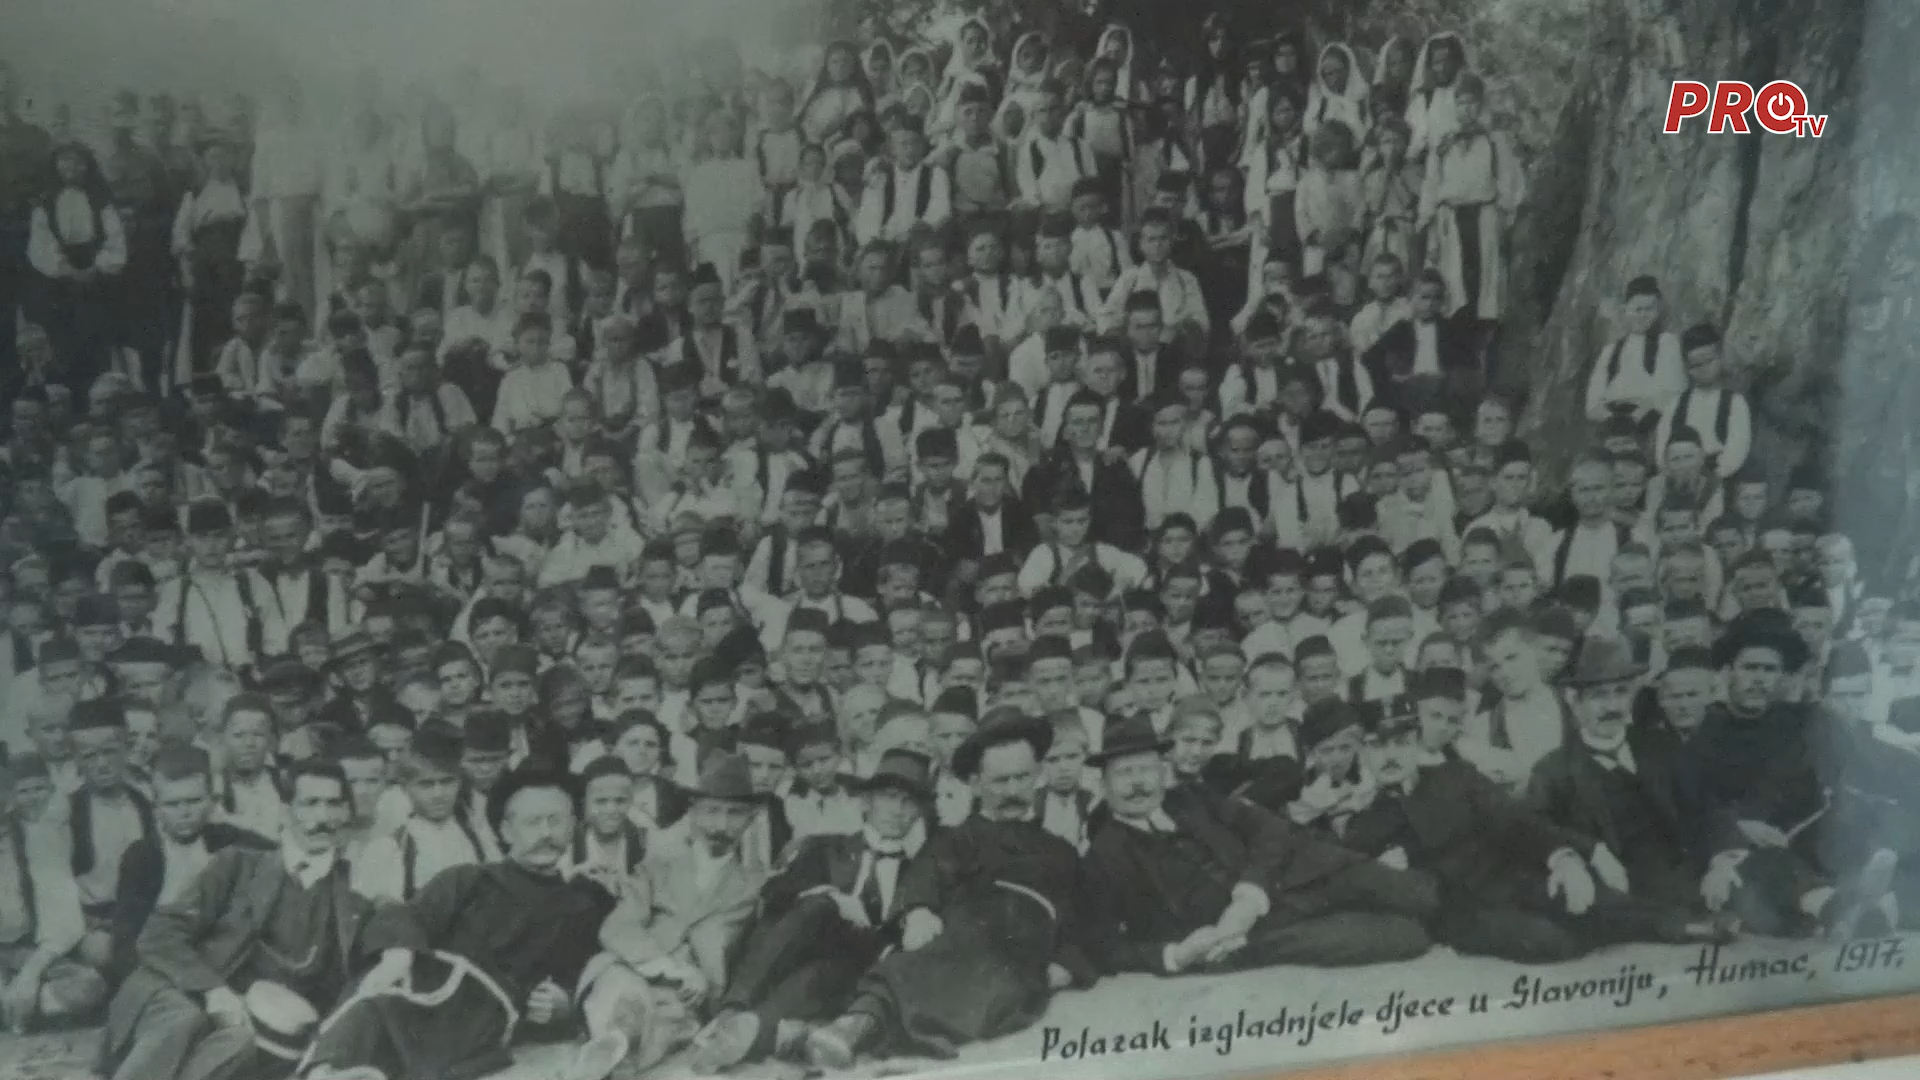 PRO TV
Polazak izgladnjele djece u Slavoniju, Humac, 1917.